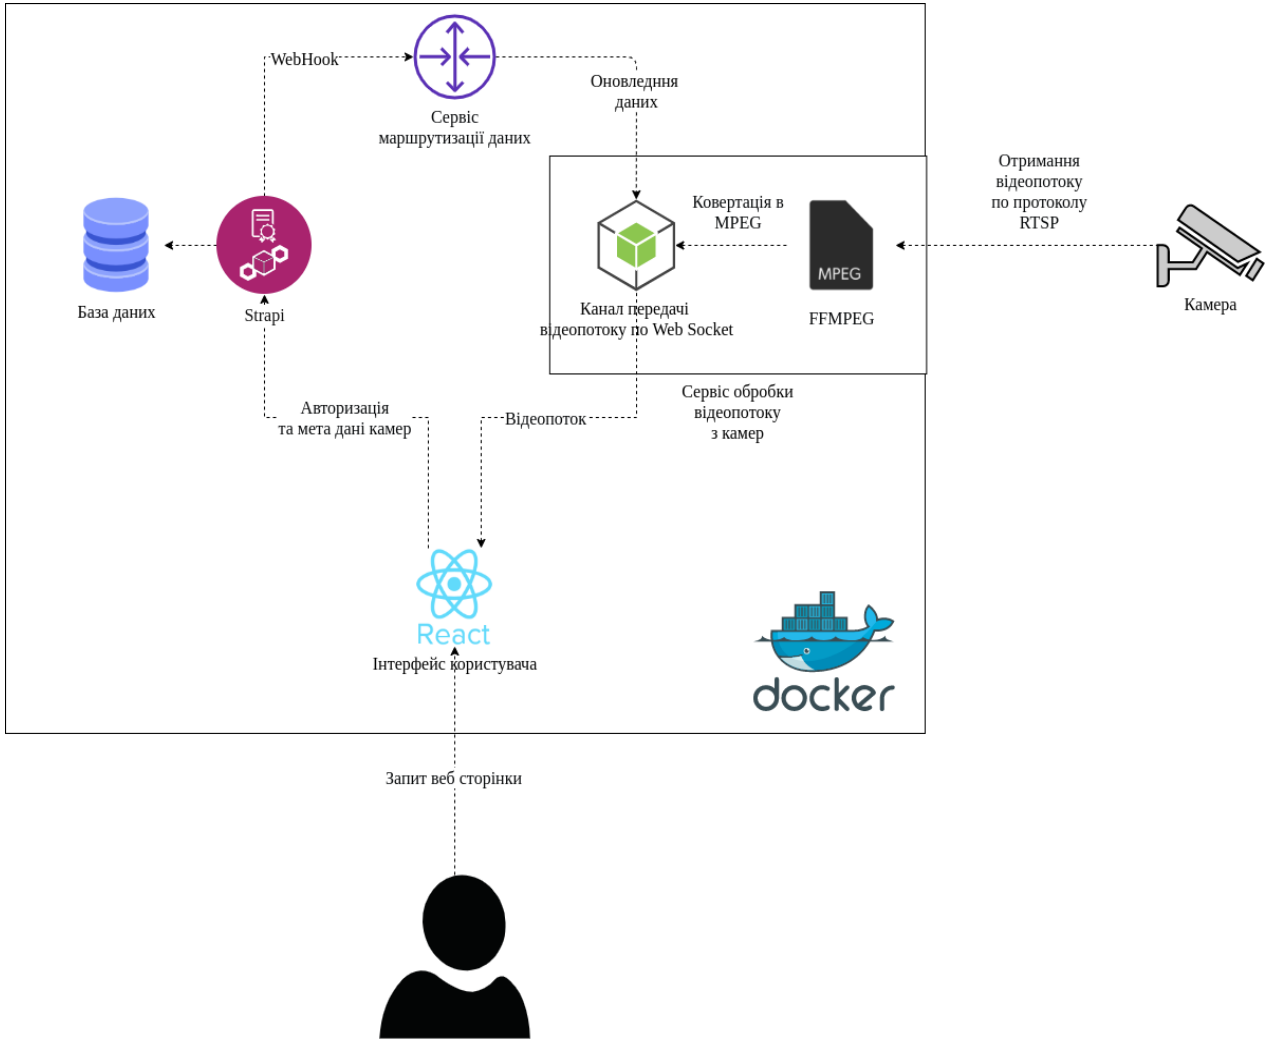 WebHook
Сервіс
маршрутизації даних
Оновледння
даних
Отримання
відеопотоку
по протоколу
RTSP
Ковертація в
MPEG
MPEG
База даних
Strapi
Канал передачі
відеопотоку по Web Socket
FFMPEG
Камера
Авторизація
та мета дані камер
Відеопоток
Сервіс обробки
відеопотоку
з камер
React
Інтерфейс користувача
docker
Запит веб сторінки